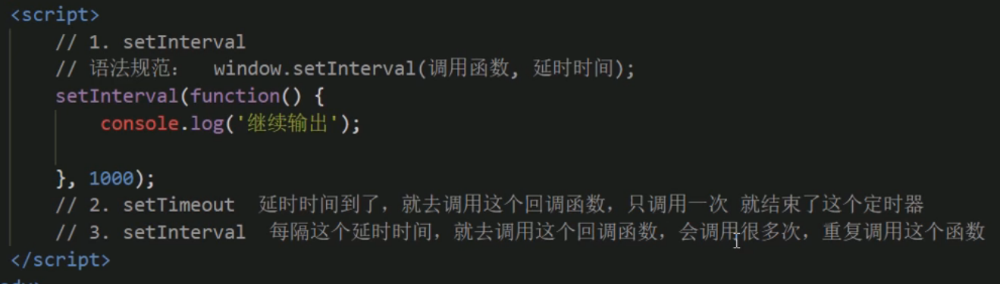 <script>
// 1. setInterval
// 语法规范： window.setInterval(调用函数, 延时时间);
setInterval(function() {
console.log('继续输出');
}, 1000);
// 2. setTimeout 延时时间到了，就去调用这个回调函数，只调用一次 就结束了这个定时器
// 3. setInterval 每隔这个延时时间，就去调用这个回调函数，会调用很多次，重复调用这个函数
</script>